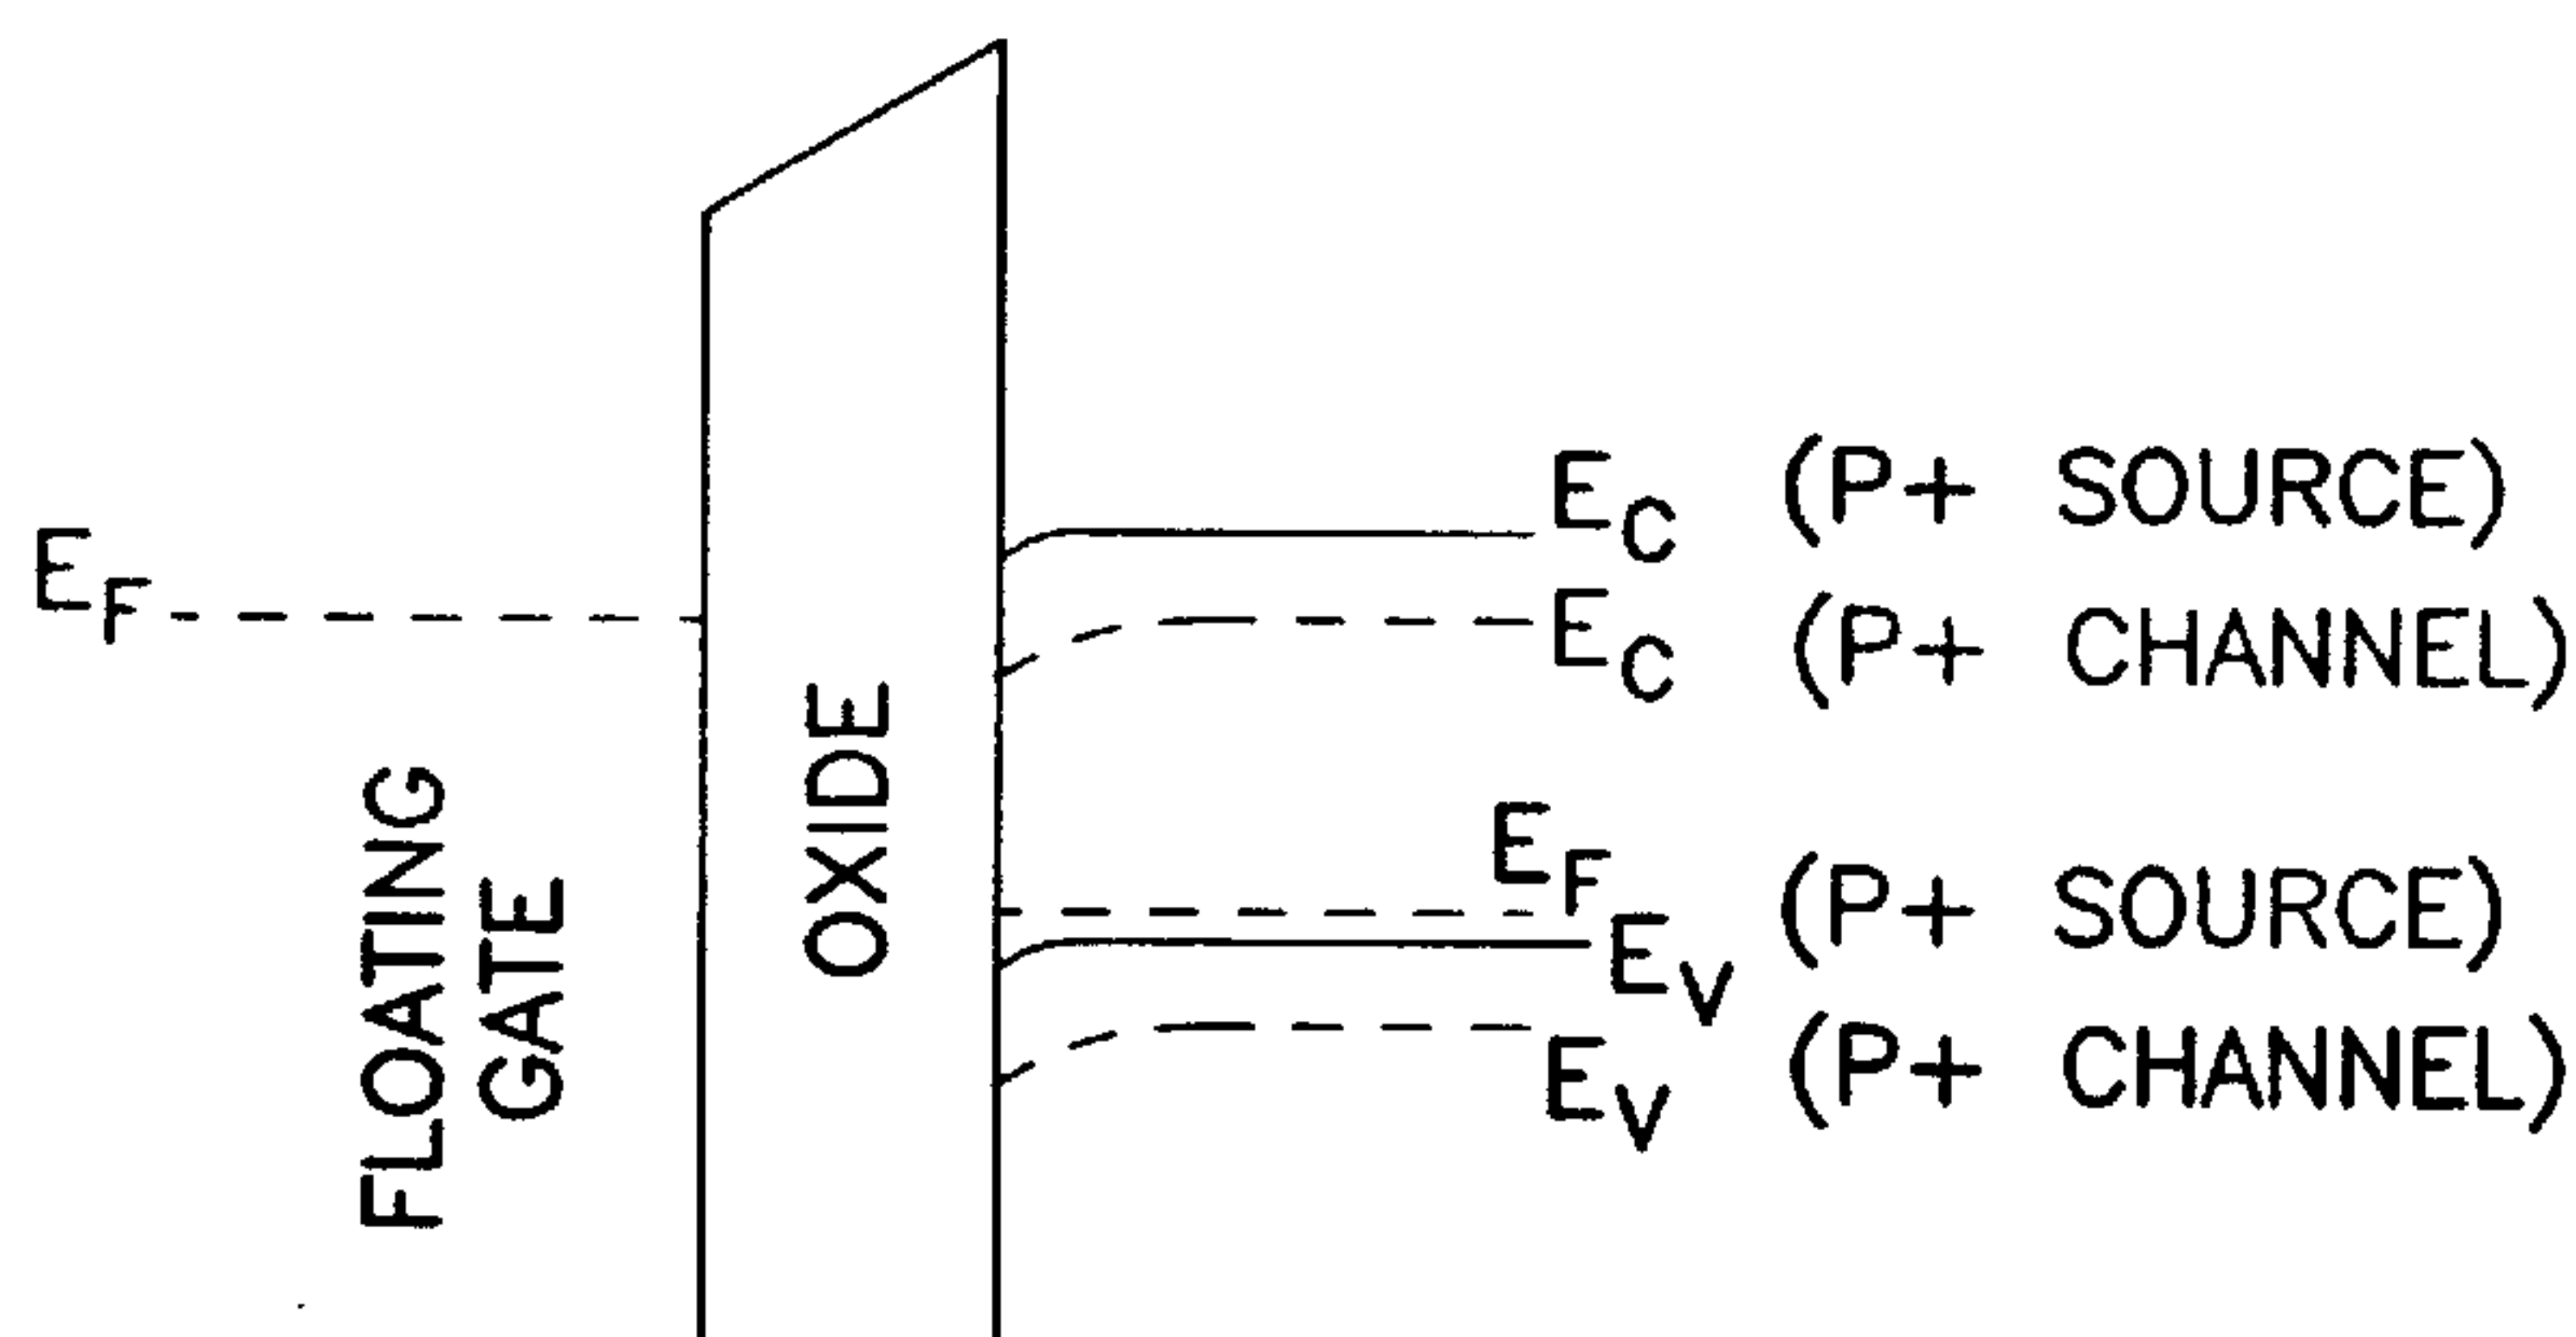 E_C (P+ SOURCE)
E_F
E_C (P+ CHANNEL)
FLOATING
GATE
OXIDE
E_F
E_V (P+ SOURCE)
E_V (P+ CHANNEL)